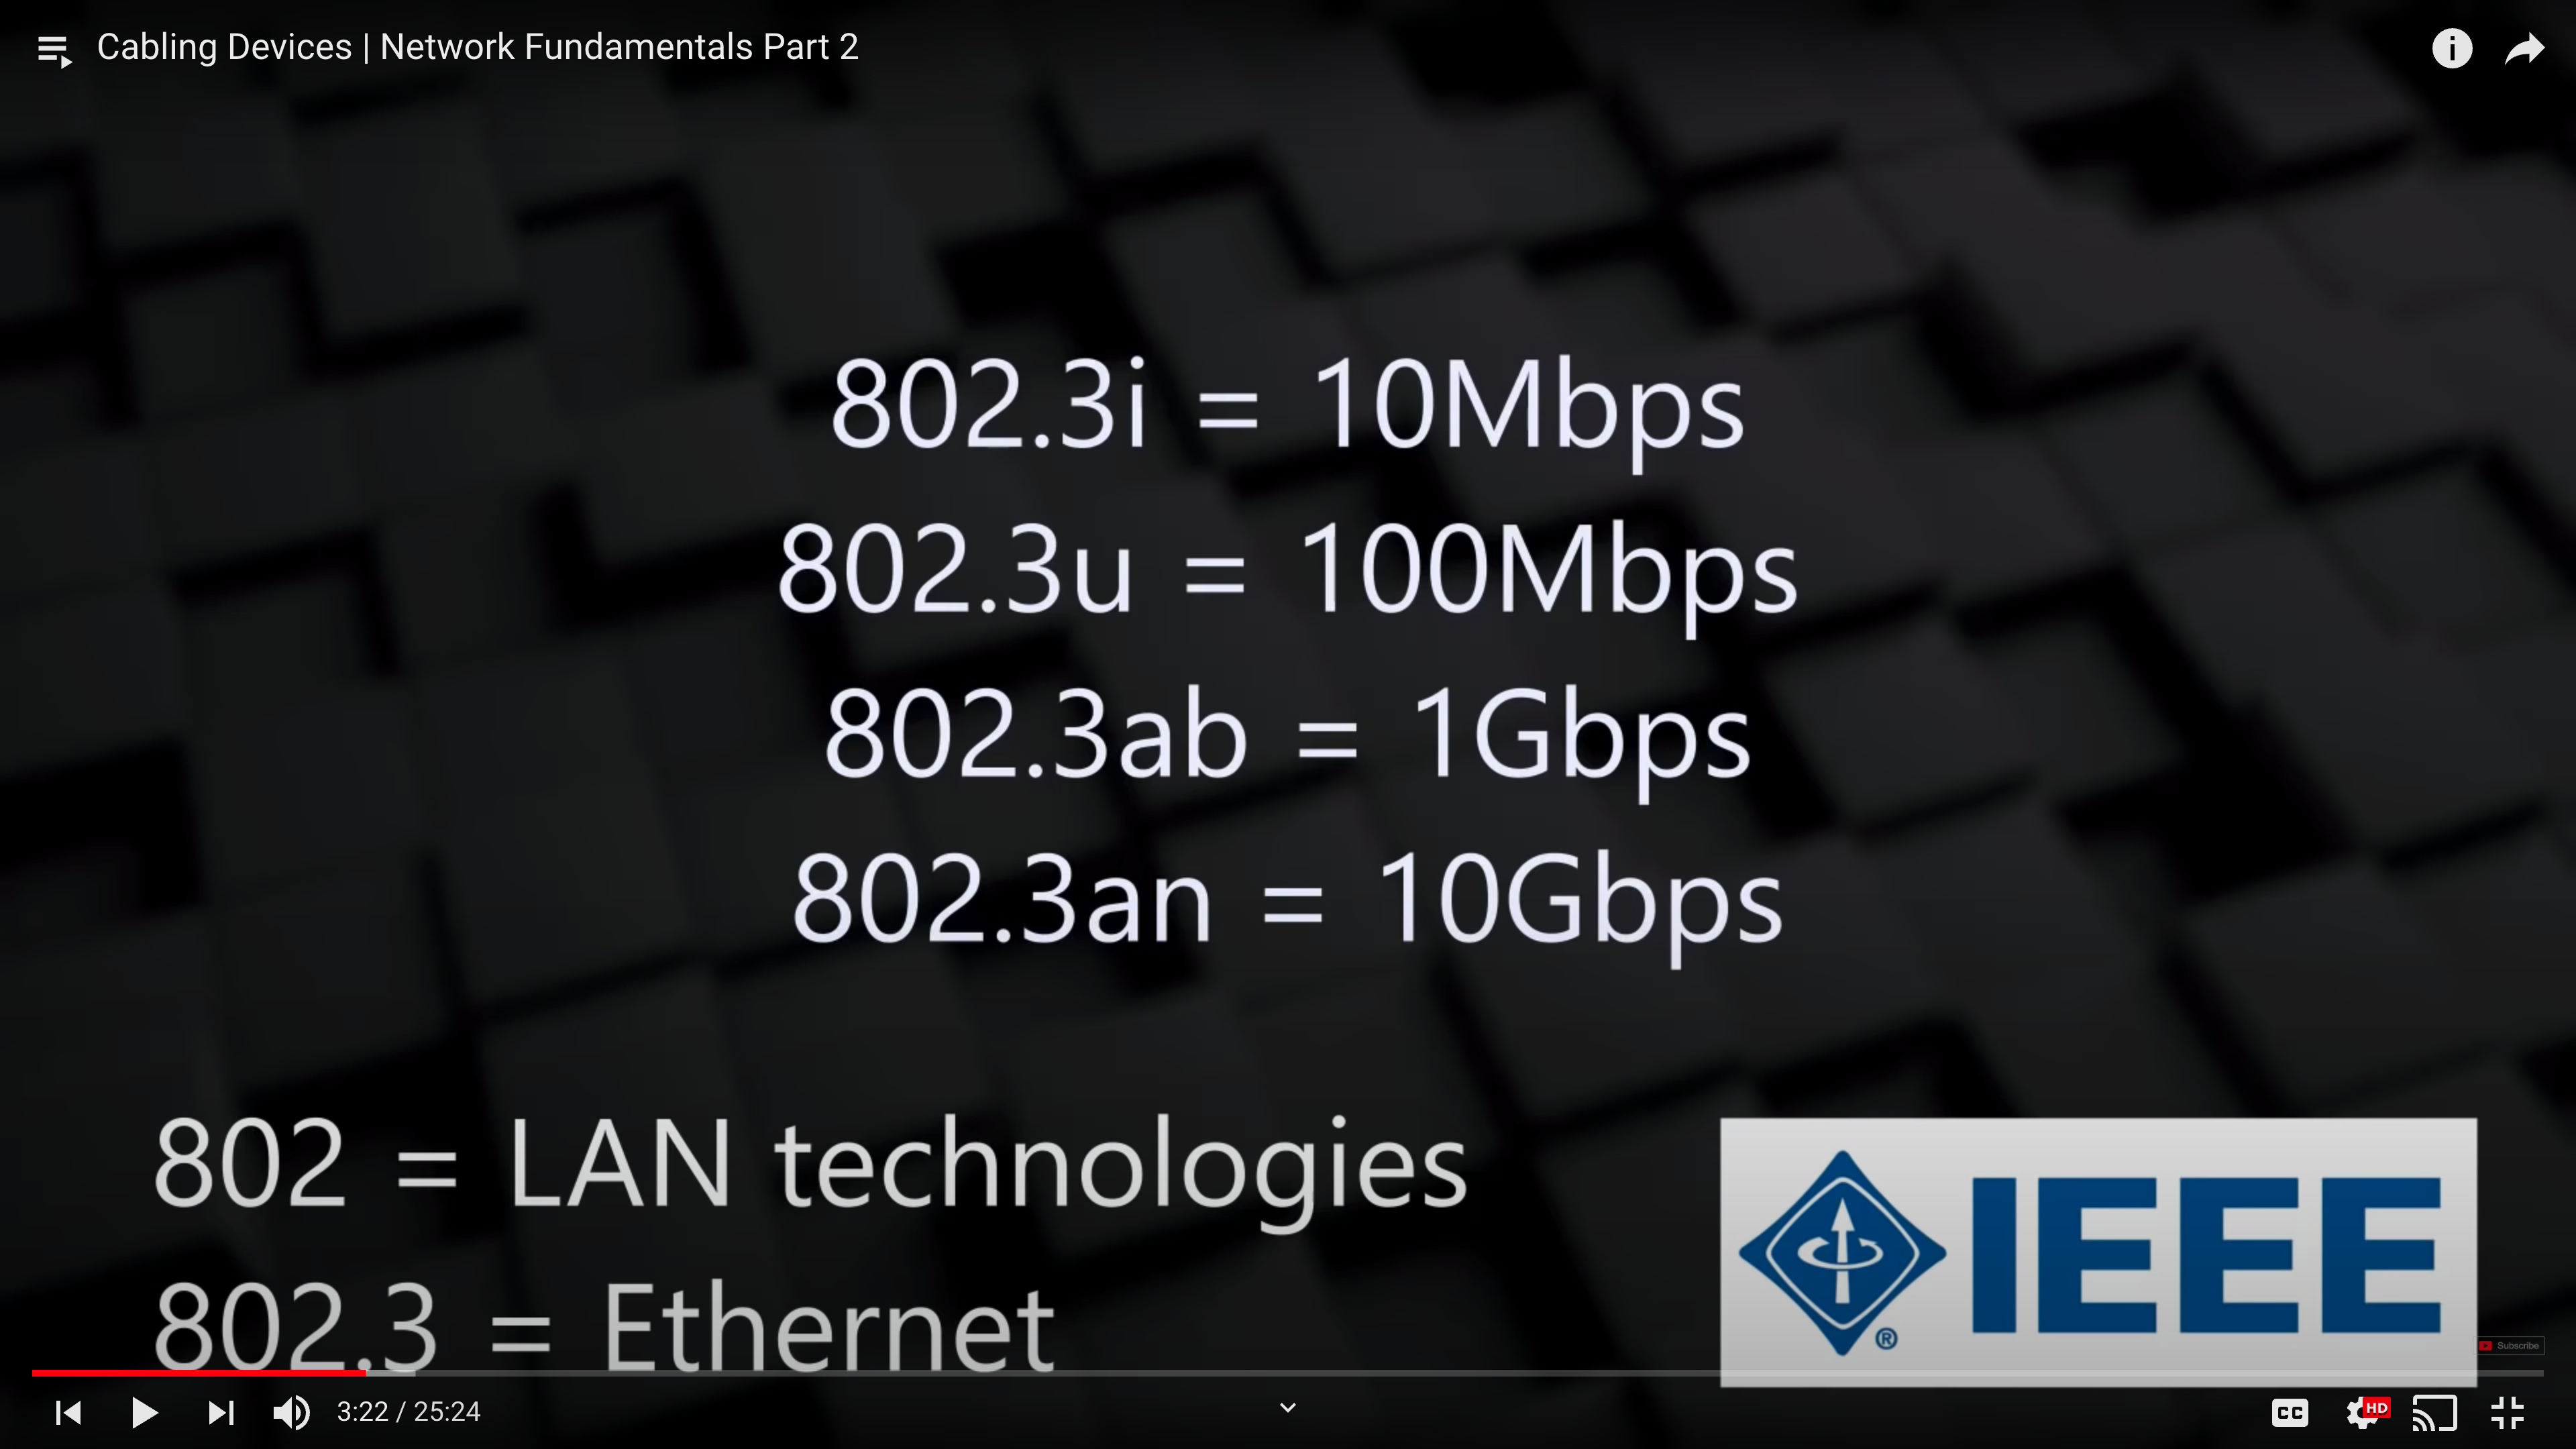 Cabling Devices | Network Fundamentals Part 2
802.3i = 10Mbps
802.3u = 100Mbps
802.3ab = 1Gbps
802.3an = 10Gbps
802 = LAN technologies
802.3 = Ethernet
IEEE
®
Subscribe
3:22 / 25:24
CC
HD